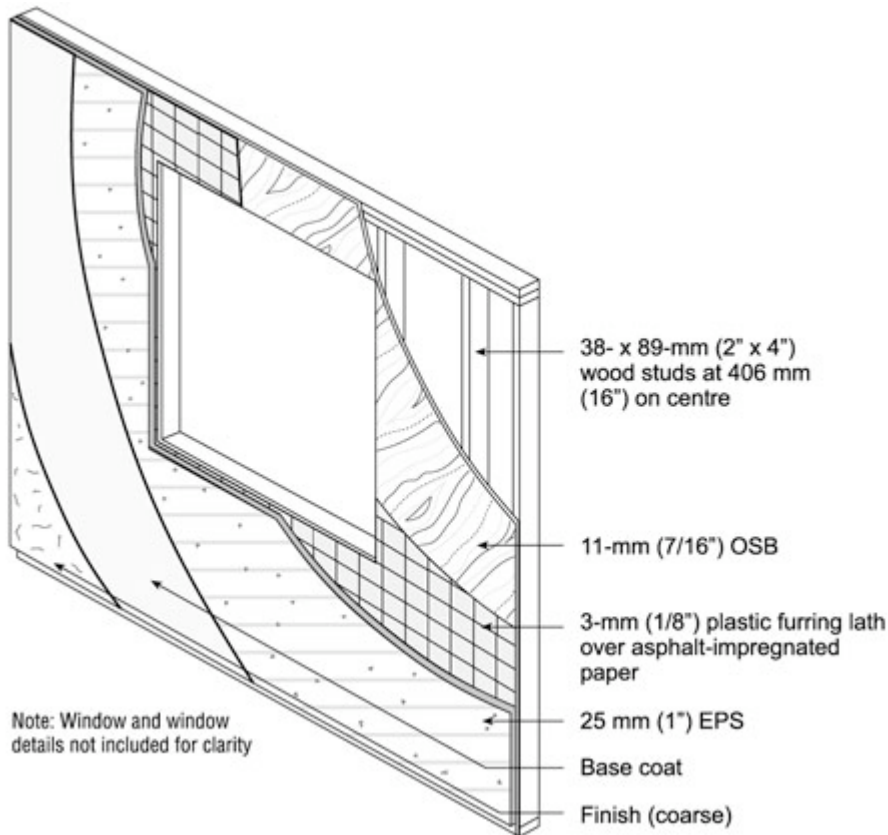 38- x 89-mm (2” x 4”)
wood studs at 406 mm
(16”) on centre
11-mm (7/16”) OSB
3-mm (1/8”) plastic furring lath
over asphalt-impregnated
paper
25 mm (1”) EPS
Base coat
Finish (coarse)
Note: Window and window
details not included for clarity